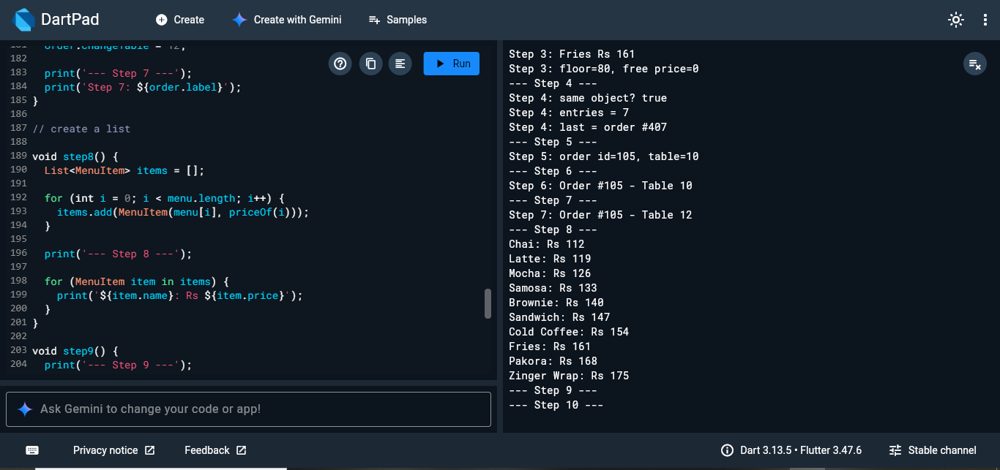 DartPad
Create
Create with Gemini
Samples
181 order.changeTable = 12;
182
183 print('--- Step 7 ---');
184 print('Step 7: ${order.label}');
185 }
186
187 // create a list
188
189 void step8() {
190 List<MenuItem> items = [];
191
192 for (int i = 0; i < menu.length; i++) {
193 items.add(MenuItem(menu[i], priceOf(i)));
194 }
195
196 print('--- Step 8 ---');
197
198 for (MenuItem item in items) {
199 print('${item.name}: Rs ${item.price}');
200 }
201 }
202
203 void step9() {
204 print('--- Step 9 ---');
Run
Ask Gemini to change your code or app!
Step 3: Fries Rs 161
Step 3: floor=80, free price=0
--- Step 4 ---
Step 4: same object? true
Step 4: entries = 7
Step 4: last = order #407
--- Step 5 ---
Step 5: order id=105, table=10
--- Step 6 ---
Step 6: Order #105 - Table 10
--- Step 7 ---
Step 7: Order #105 - Table 12
--- Step 8 ---
Chai: Rs 112
Latte: Rs 119
Mocha: Rs 126
Samosa: Rs 133
Brownie: Rs 140
Sandwich: Rs 147
Cold Coffee: Rs 154
Fries: Rs 161
Pakora: Rs 168
Zinger Wrap: Rs 175
--- Step 9 ---
--- Step 10 ---
Privacy notice
Feedback
Dart 3.13.5 • Flutter 3.47.6
Stable channel